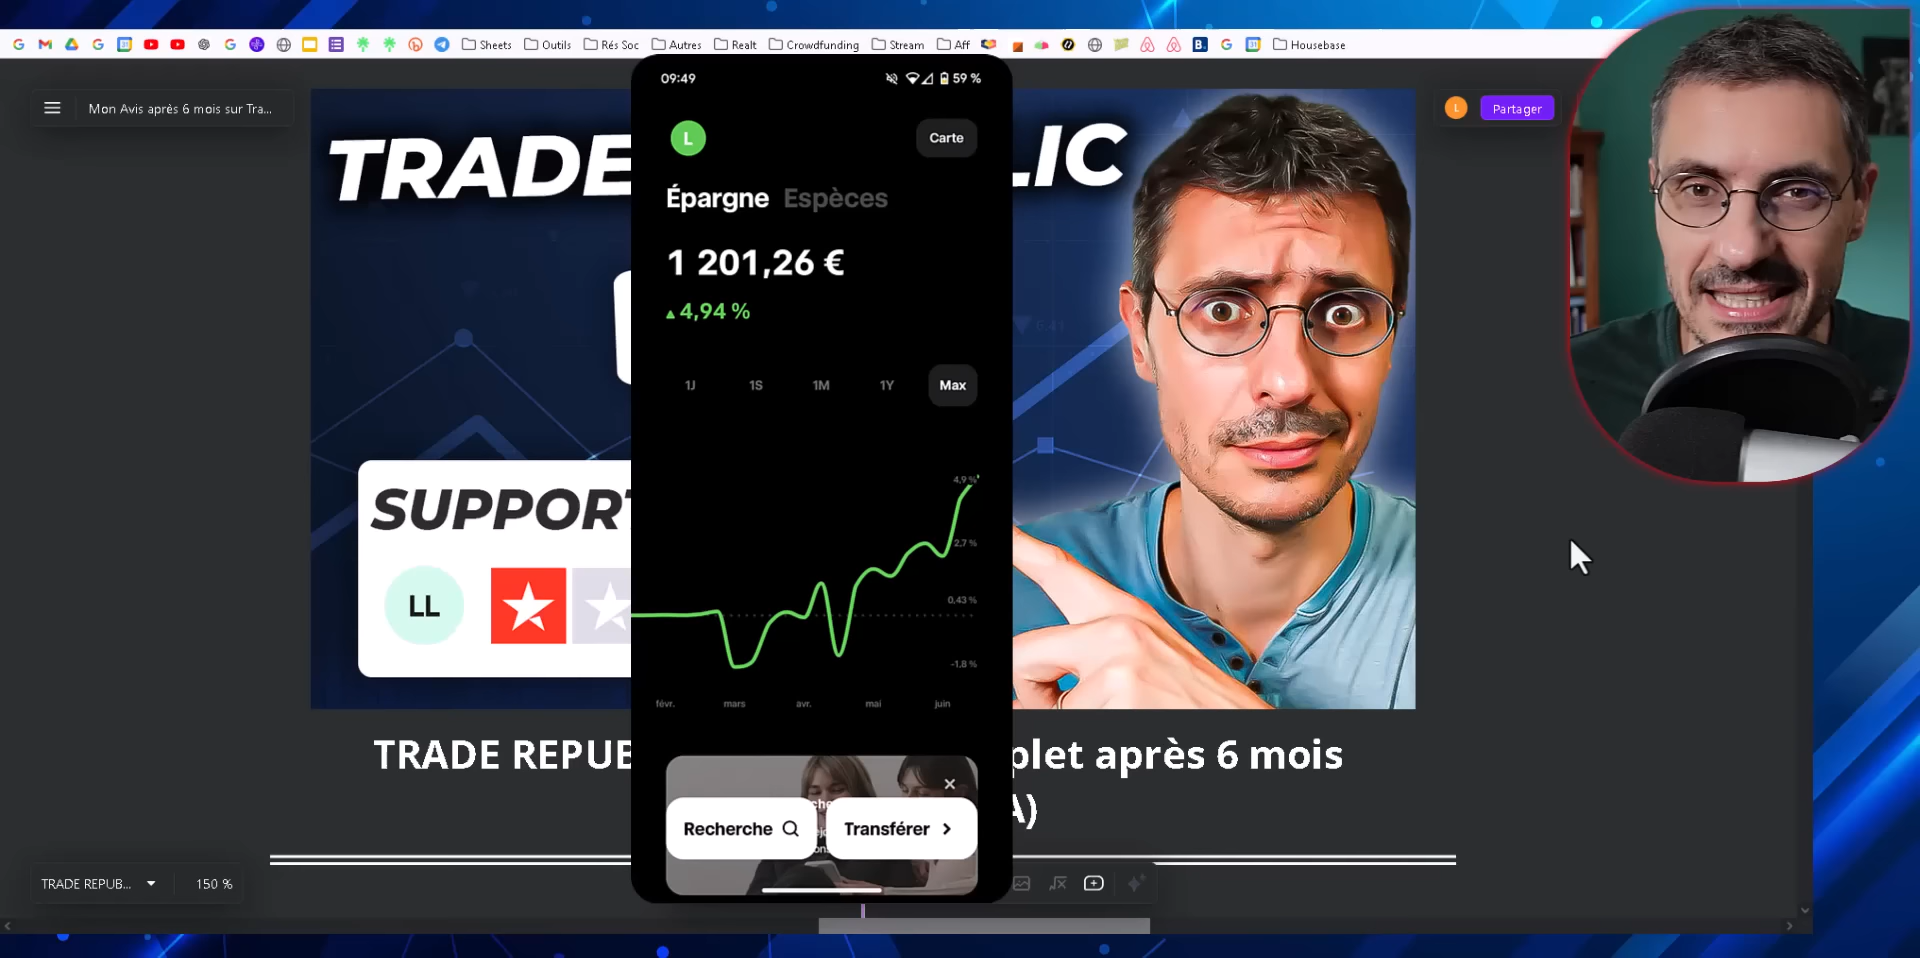 Sheets
Outils
Rés Soc
Autres
Realt
Crowdfunding
Stream
Aff
B.
Housebase
Mon Avis après 6 mois sur Tra...
L
Partager
TRADE
LIC
SUPPORT
LL
09:49
59 %
L
Carte
Épargne Espèces
1 201,26 €
4,94 %
1J 1S 1M 1Y Max
4,9 %
2,7 %
0,43 %
-1,8 %
févr. mars avr. mai juin
Recherche
Transférer
TRADE REPUB
plet après 6 mois
A)
TRADE REPUB...
150 %